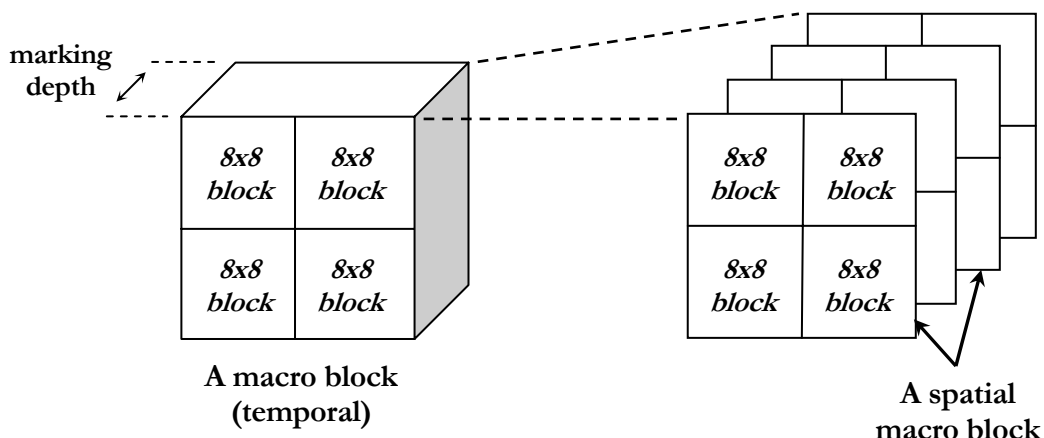 marking
depth
8x8
block
8x8
block
8x8
block
8x8
block
A macro block
(temporal)
8x8
block
8x8
block
8x8
block
8x8
block
A spatial
macro block